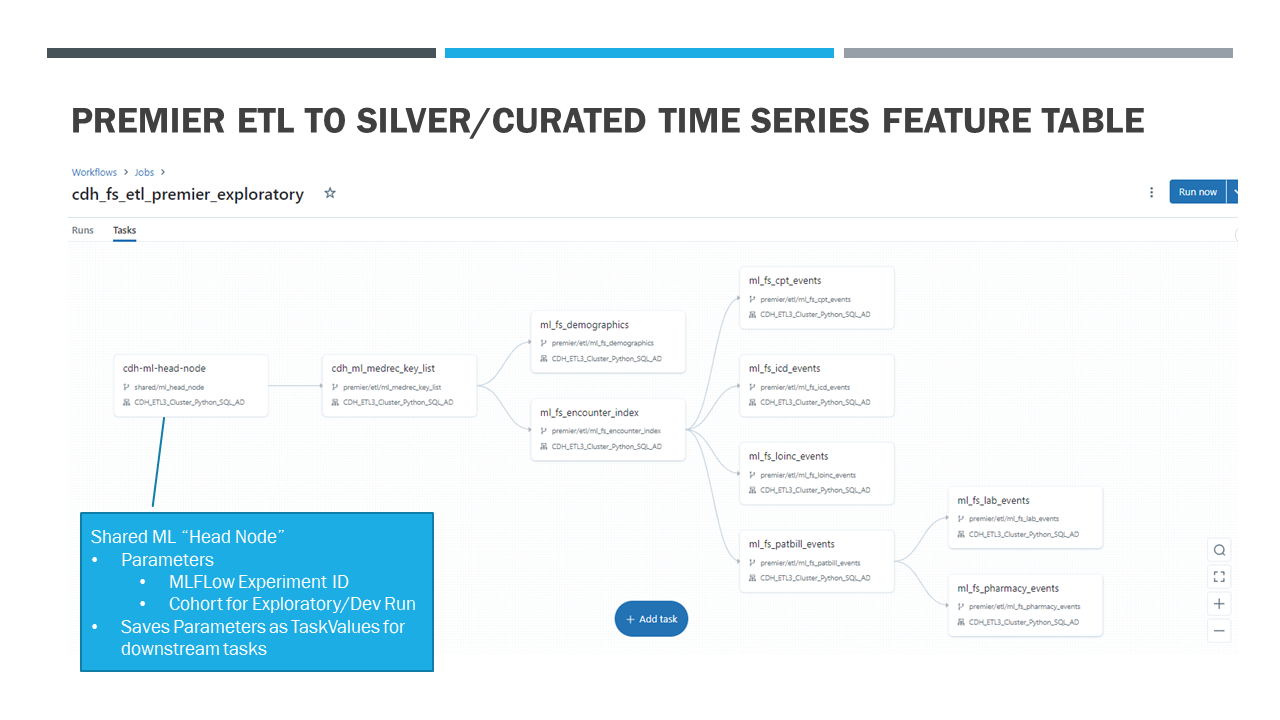 PREMIER ETL TO SILVER/CURATED TIME SERIES FEATURE TABLE
Workflows > Jobs >
cdh_fs_etl_premier_exploratory
Run now
Runs Tasks
cdh-ml-head-node
shared/ml_head_node
CDH_ETL3_Cluster_Python_SQL_AD
cdh_ml_medrec_key_list
premier/etl/ml_medrec_key_list
CDH_ETL3_Cluster_Python_SQL_AD
ml_fs_demographics
premier/etl/ml_fs_demographics
CDH_ETL3_Cluster_Python_SQL_AD
ml_fs_encounter_index
premier/etl/ml_fs_encounter_index
CDH_ETL3_Cluster_Python_SQL_AD
ml_fs_cpt_events
premier/etl/ml_fs_cpt_events
CDH_ETL3_Cluster_Python_SQL_AD
ml_fs_icd_events
premier/etl/ml_fs_icd_events
CDH_ETL3_Cluster_Python_SQL_AD
ml_fs_loinc_events
premier/etl/ml_fs_loinc_events
CDH_ETL3_Cluster_Python_SQL_AD
ml_fs_patbill_events
premier/etl/ml_fs_patbill_events
CDH_ETL3_Cluster_Python_SQL_AD
ml_fs_lab_events
premier/etl/ml_fs_lab_events
CDH_ETL3_Cluster_Python_SQL_AD
ml_fs_pharmacy_events
premier/etl/ml_fs_pharmacy_events
CDH_ETL3_Cluster_Python_SQL_AD
+ Add task
Shared ML “Head Node”
• Parameters
• MLFLow Experiment ID
• Cohort for Exploratory/Dev Run
• Saves Parameters as TaskValues for
downstream tasks